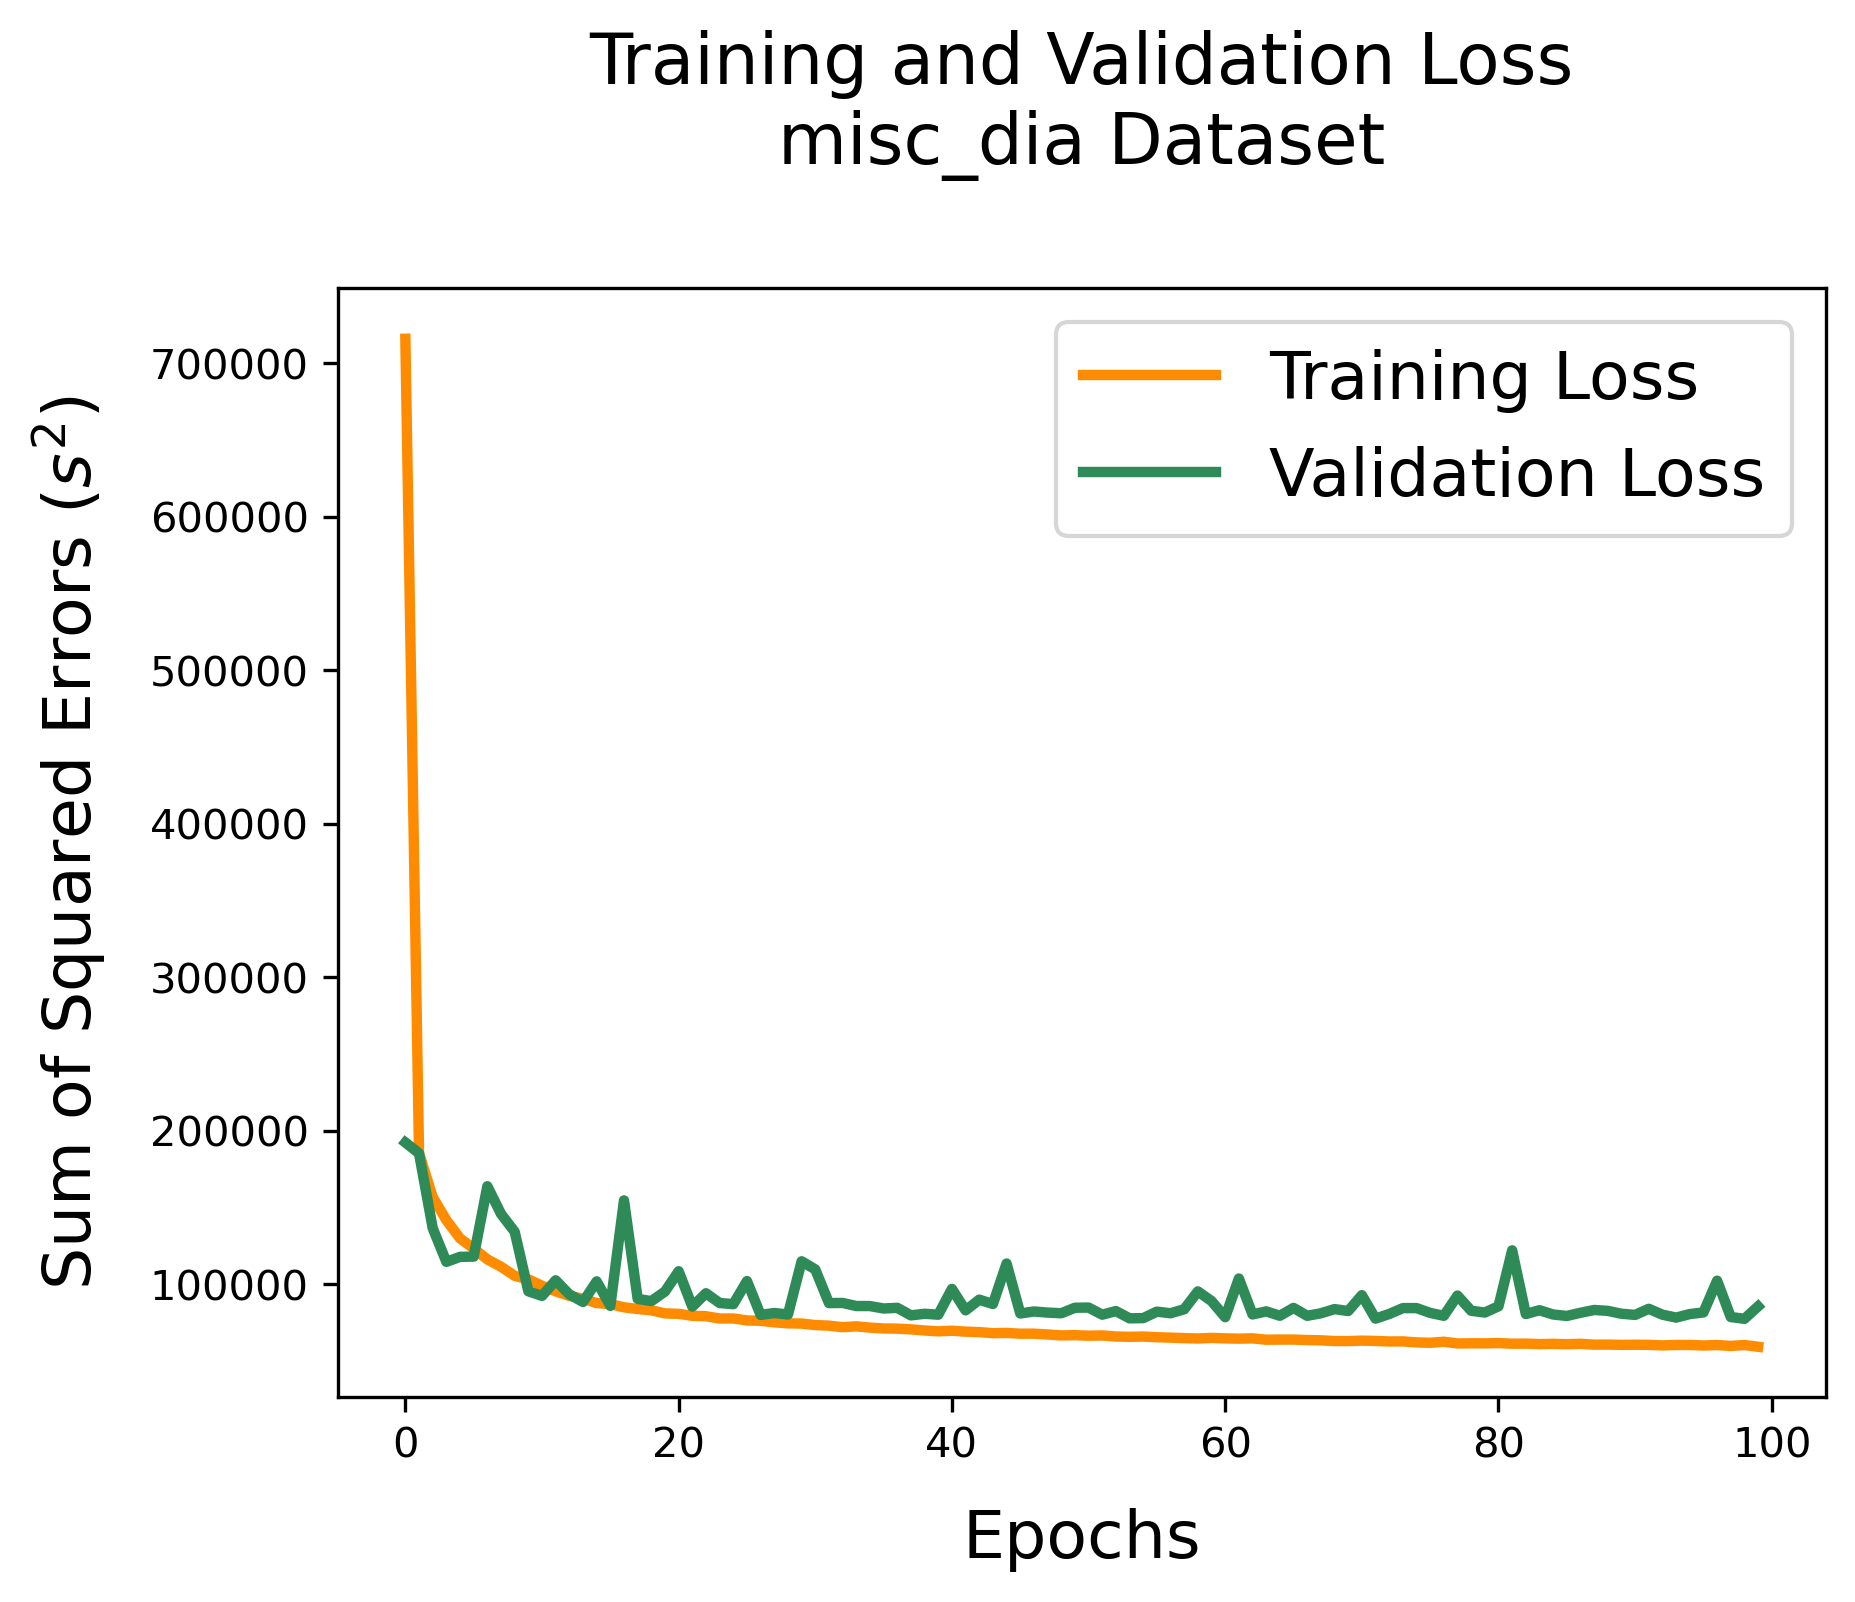 Training and Validation Loss
misc_dia Dataset
Sum of Squared Errors (s²)
700000
600000
500000
400000
300000
200000
100000
Training Loss
Validation Loss
0 20 40 60 80 100
Epochs